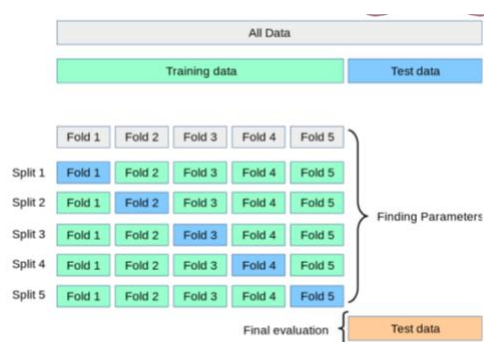 All Data
Training data Test data
Fold 1 Fold 2 Fold 3 Fold 4 Fold 5
Split 1 Fold 1 Fold 2 Fold 3 Fold 4 Fold 5
Split 2 Fold 1 Fold 2 Fold 3 Fold 4 Fold 5
Finding Parameters
Split 3 Fold 1 Fold 2 Fold 3 Fold 4 Fold 5
Split 4 Fold 1 Fold 2 Fold 3 Fold 4 Fold 5
Split 5 Fold 1 Fold 2 Fold 3 Fold 4 Fold 5
Final evaluation Test data